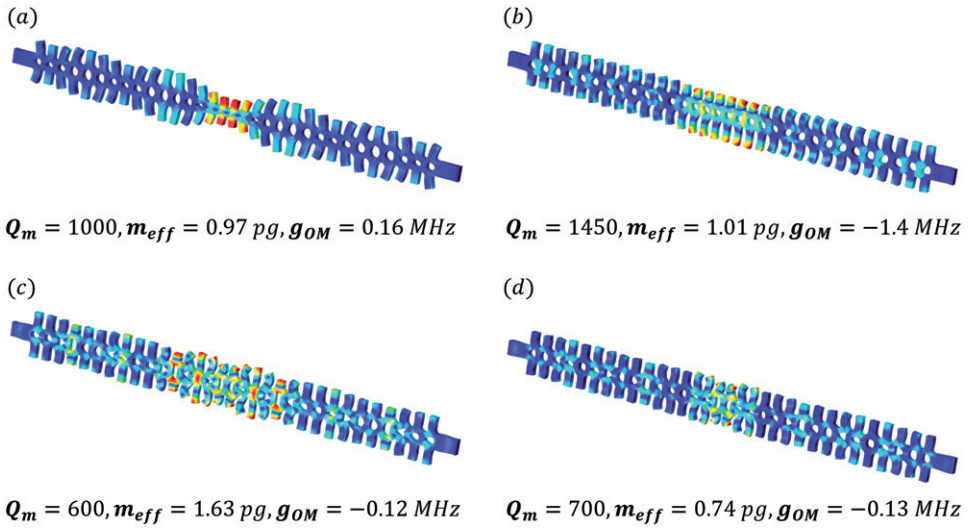 (a)
(b)
Q_m = 1000, m_eff = 0.97 pg, g_OM = 0.16 MHz
Q_m = 1450, m_eff = 1.01 pg, g_OM = −1.4 MHz
(c)
(d)
Q_m = 600, m_eff = 1.63 pg, g_OM = −0.12 MHz
Q_m = 700, m_eff = 0.74 pg, g_OM = −0.13 MHz